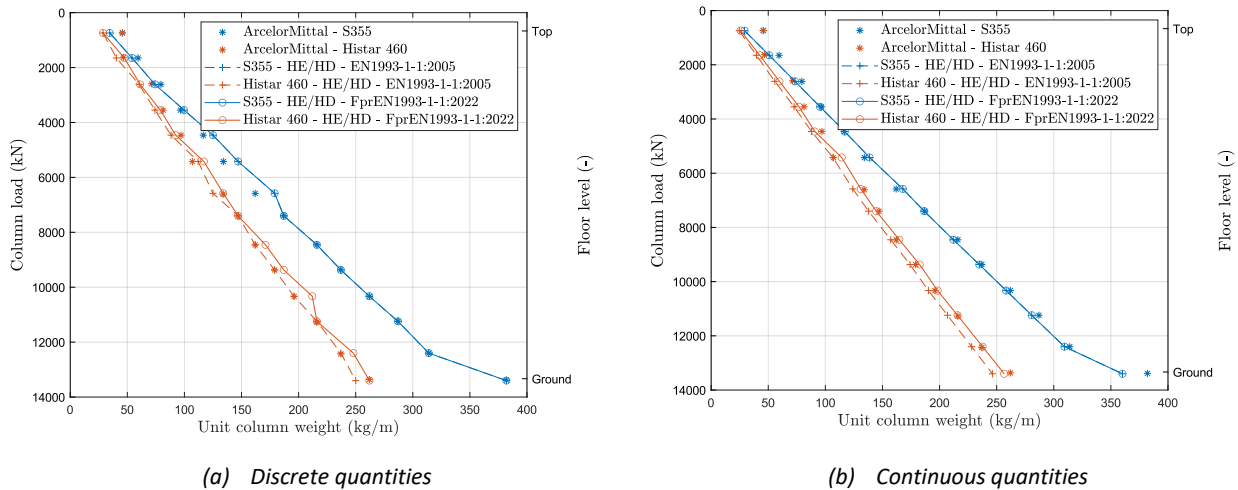 ArcelorMittal - S355
ArcelorMittal - Histar 460
S355 - HE/HD - EN1993-1-1:2005
Histar 460 - HE/HD - EN1993-1-1:2005
S355 - HE/HD - FprEN1993-1-1:2022
Histar 460 - HE/HD - FprEN1993-1-1:2022
0
2000
4000
6000
8000
10000
12000
14000
Column load (kN)
0 50 100 150 200 250 300 350 400
Unit column weight (kg/m)
Top
Ground
Floor level (-)
(a) Discrete quantities
ArcelorMittal - S355
ArcelorMittal - Histar 460
S355 - HE/HD - EN1993-1-1:2005
Histar 460 - HE/HD - EN1993-1-1:2005
S355 - HE/HD - FprEN1993-1-1:2022
Histar 460 - HE/HD - FprEN1993-1-1:2022
0
2000
4000
6000
8000
10000
12000
14000
Column load (kN)
0 50 100 150 200 250 300 350 400
Unit column weight (kg/m)
Top
Ground
Floor level (-)
(b) Continuous quantities